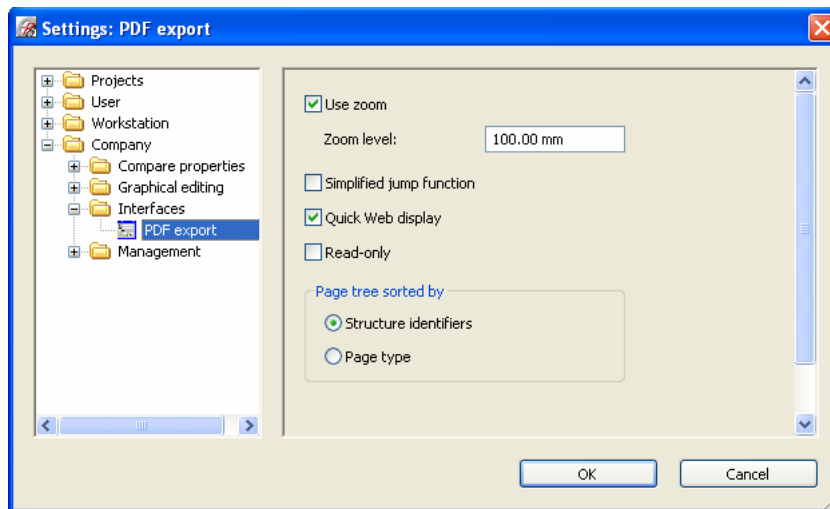 Settings: PDF export
Projects
User
Workstation
Company
Compare properties
Graphical editing
Interfaces
PDF export
Management
Use zoom
Zoom level: 100.00 mm
Simplified jump function
Quick Web display
Read-only
Page tree sorted by
Structure identifiers
Page type
OK Cancel